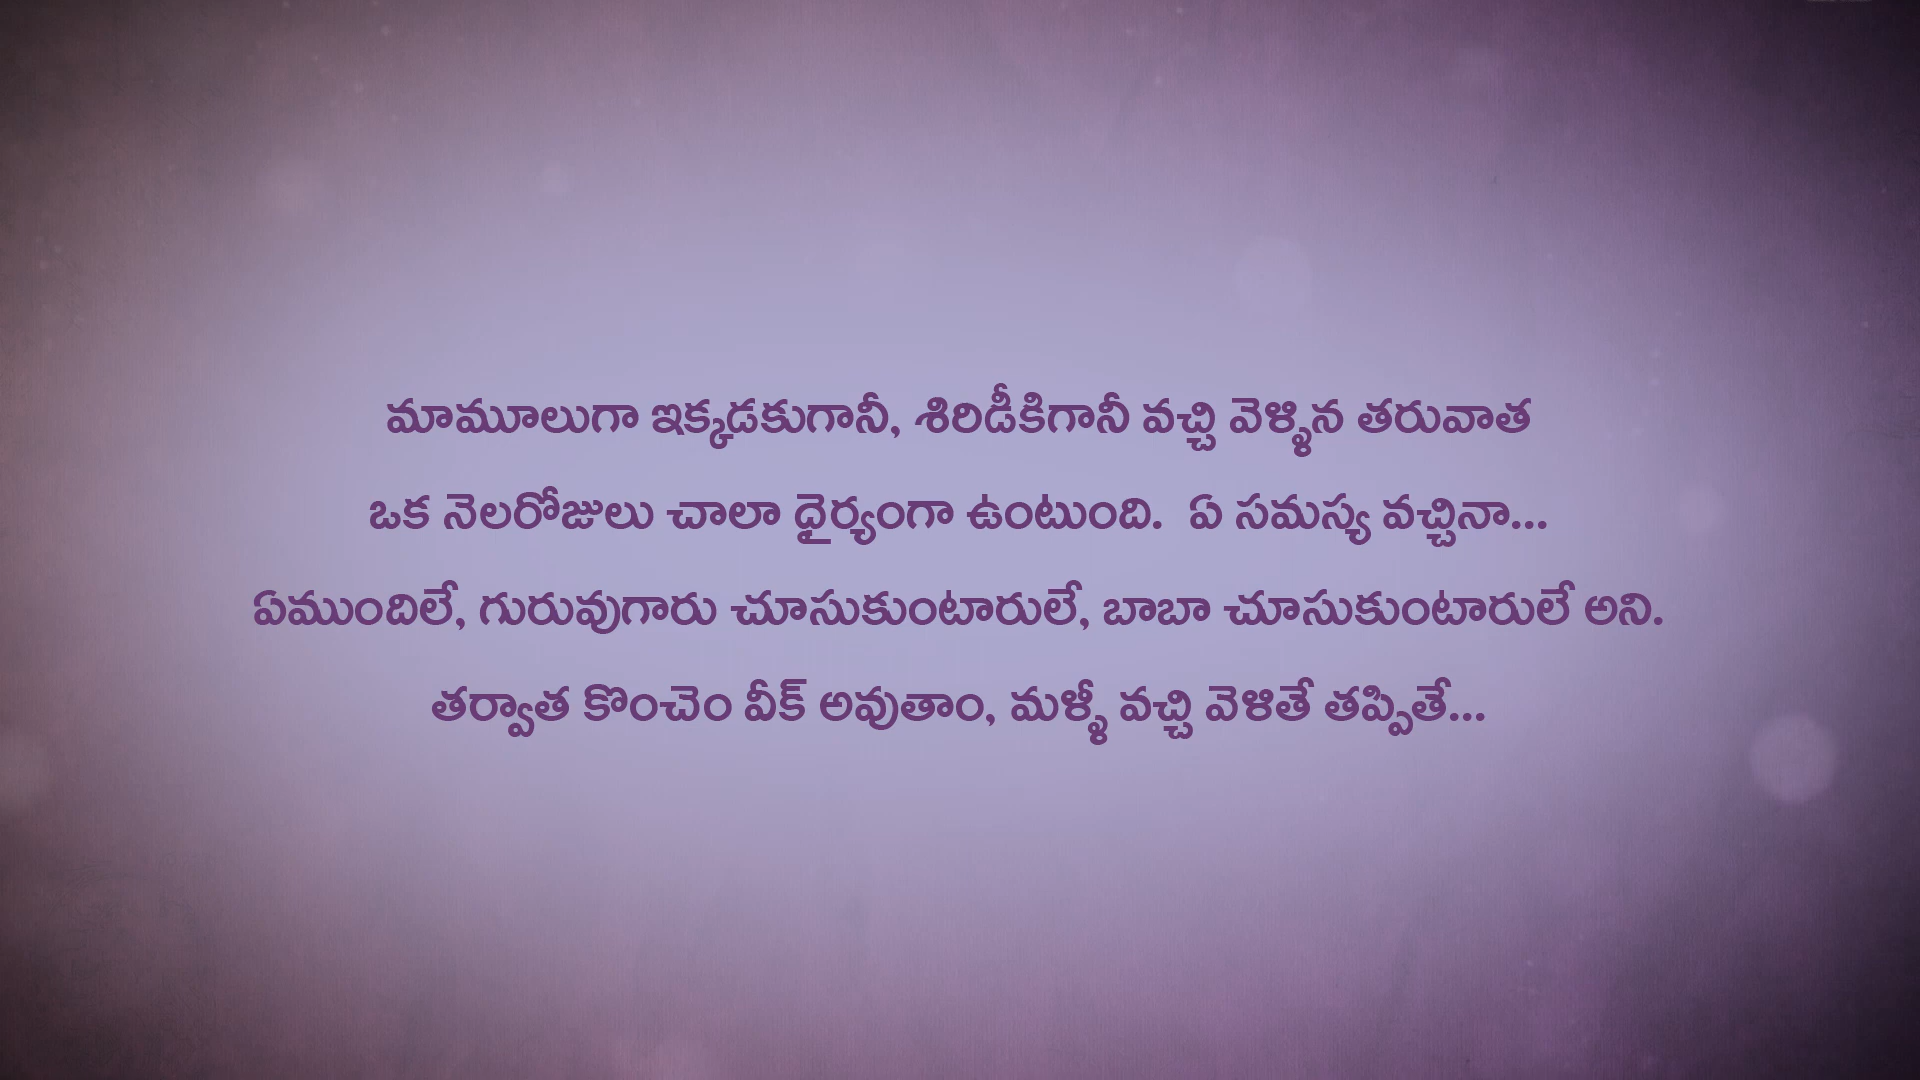 మామూలుగా ఇక్కడకుగానీ, శిరిడీకిగానీ వచ్చి వెళ్ళిన తరువాత
ఒక నెలరోజులు చాలా ధైర్యంగా ఉంటుంది. ఏ సమస్య వచ్చినా...
ఏముందిలే, గురువుగారు చూసుకుంటారులే, బాబా చూసుకుంటారులే అని.
తర్వాత కొంచెం వీక్ అవుతాం, మళ్ళీ వచ్చి వెళితే తప్పితే...